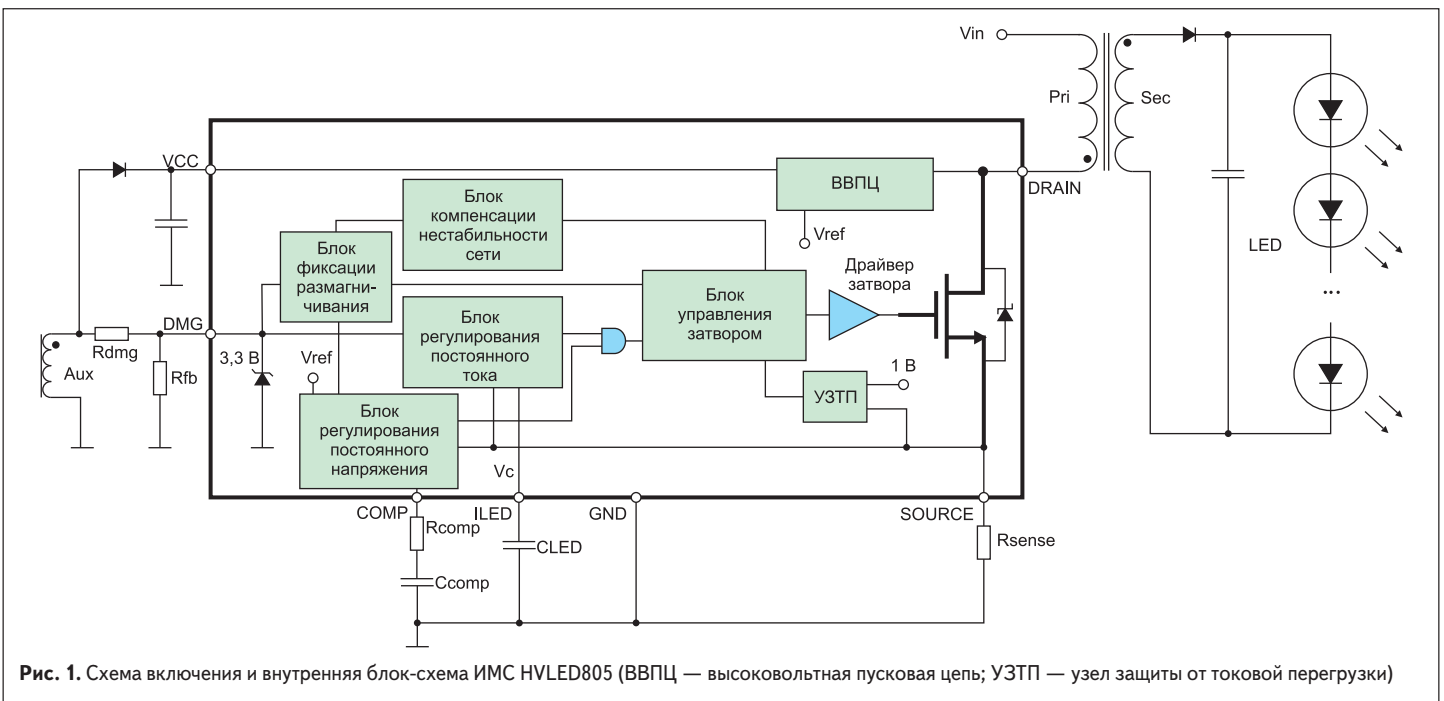 Vin
Pri
Sec
LED
...
VCC
ВВПЦ
DRAIN
Vref
Блок
компенсации
нестабильности
сети
Блок
фиксации
размагни-
чивания
Драйвер
затвора
Блок
управления
затвором
DMG
Rdmg
Aux
Rfb
3,3 В
Vref
Блок
регулирования
постоянного
тока
1 В
УЗТП
Блок
регулирования
постоянного
напряжения
Vc
COMP
ILED
GND
SOURCE
Rcomp
CLED
Rsense
Ccomp
Рис. 1. Схема включения и внутренняя блок-схема ИМС HVLED805 (ВВПЦ — высоковольтная пусковая цепь; УЗТП — узел защиты от токовой перегрузки)